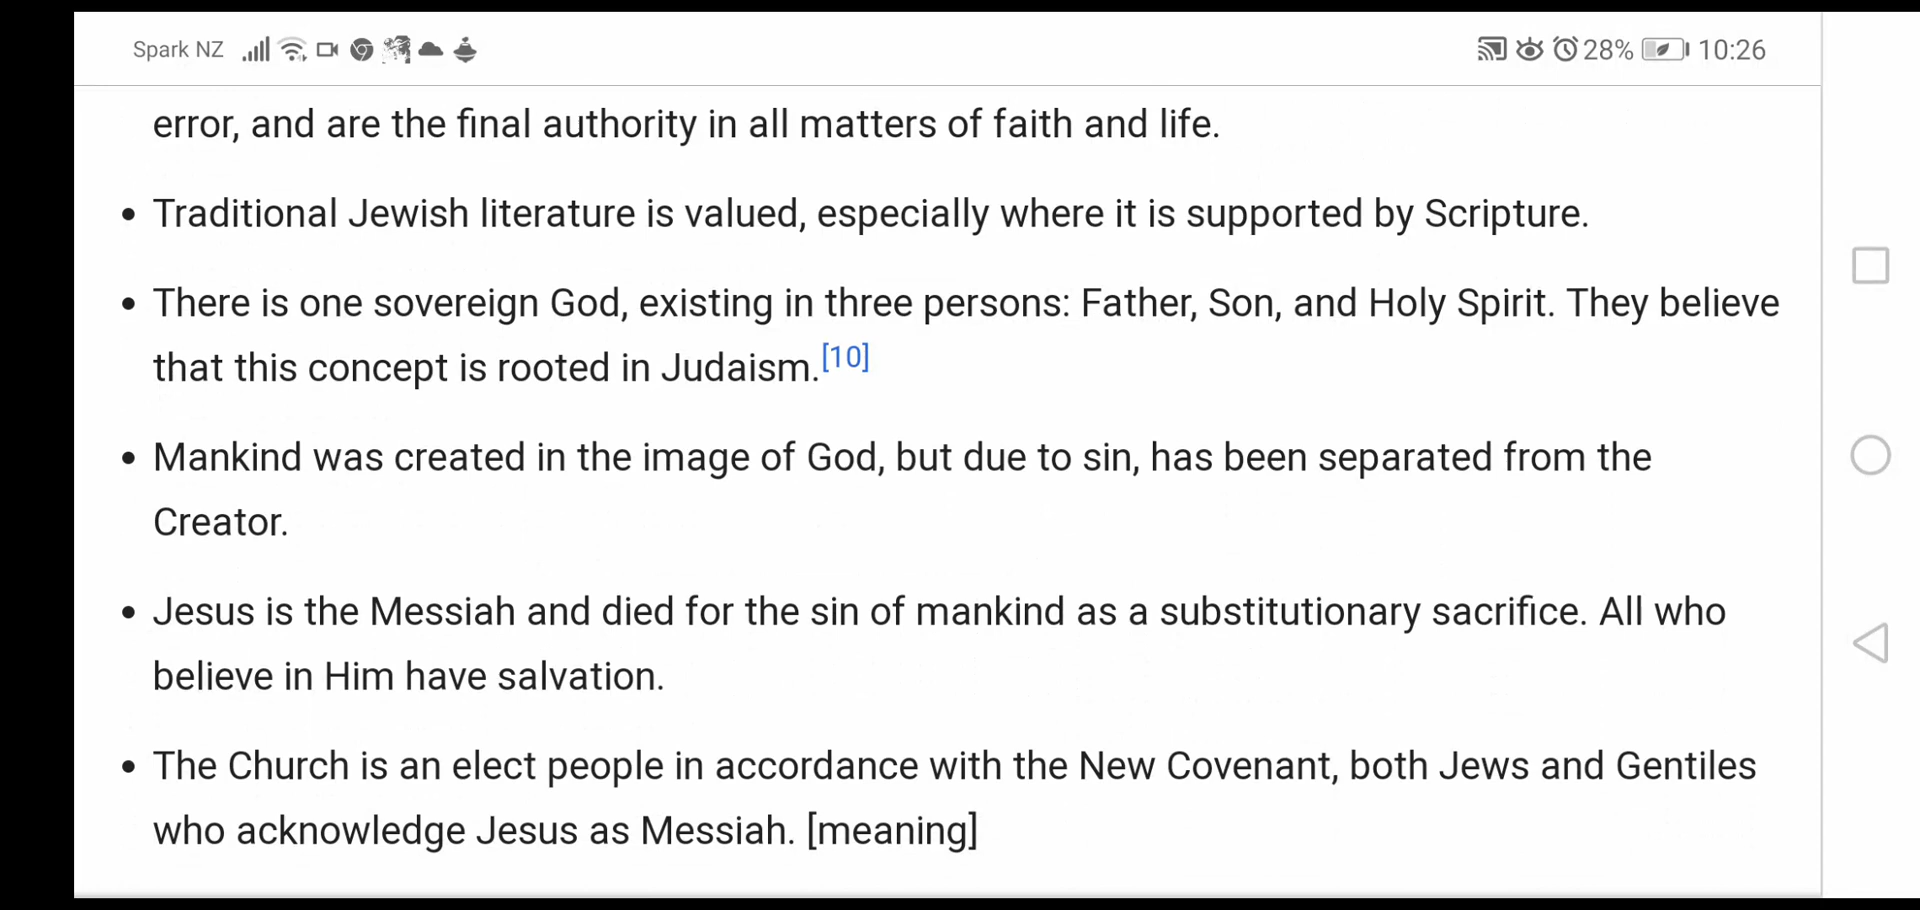 Spark NZ 28% 10:26
error, and are the final authority in all matters of faith and life.
• Traditional Jewish literature is valued, especially where it is supported by Scripture.
• There is one sovereign God, existing in three persons: Father, Son, and Holy Spirit. They believe
that this concept is rooted in Judaism.[10]
• Mankind was created in the image of God, but due to sin, has been separated from the
Creator.
• Jesus is the Messiah and died for the sin of mankind as a substitutionary sacrifice. All who
believe in Him have salvation.
• The Church is an elect people in accordance with the New Covenant, both Jews and Gentiles
who acknowledge Jesus as Messiah. [meaning]